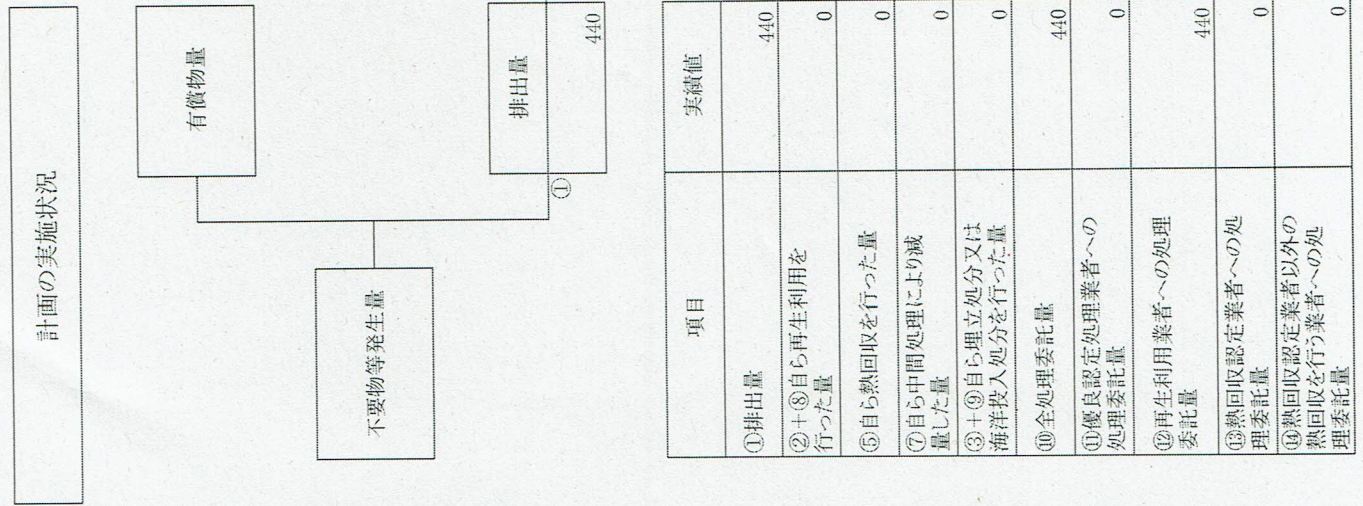 計画の実施状況
不要物等発生量
有償物量
排出量
①
440
項目
実績値
①排出量
440
②+⑧自ら再生利用を
行った量
0
⑤自ら熱回収を行った量
0
⑦自ら中間処理により減
量した量
0
③+⑨自ら埋立処分又は
海洋投入処分を行った量
0
⑩全処理委託量
440
⑪優良認定処理業者への
処理委託量
0
⑫再生利用業者への処理
委託量
440
⑬熱回収認定業者への処
理委託量
0
⑭熱回収認定業者以外の
熱回収を行う業者への処
理委託量
0